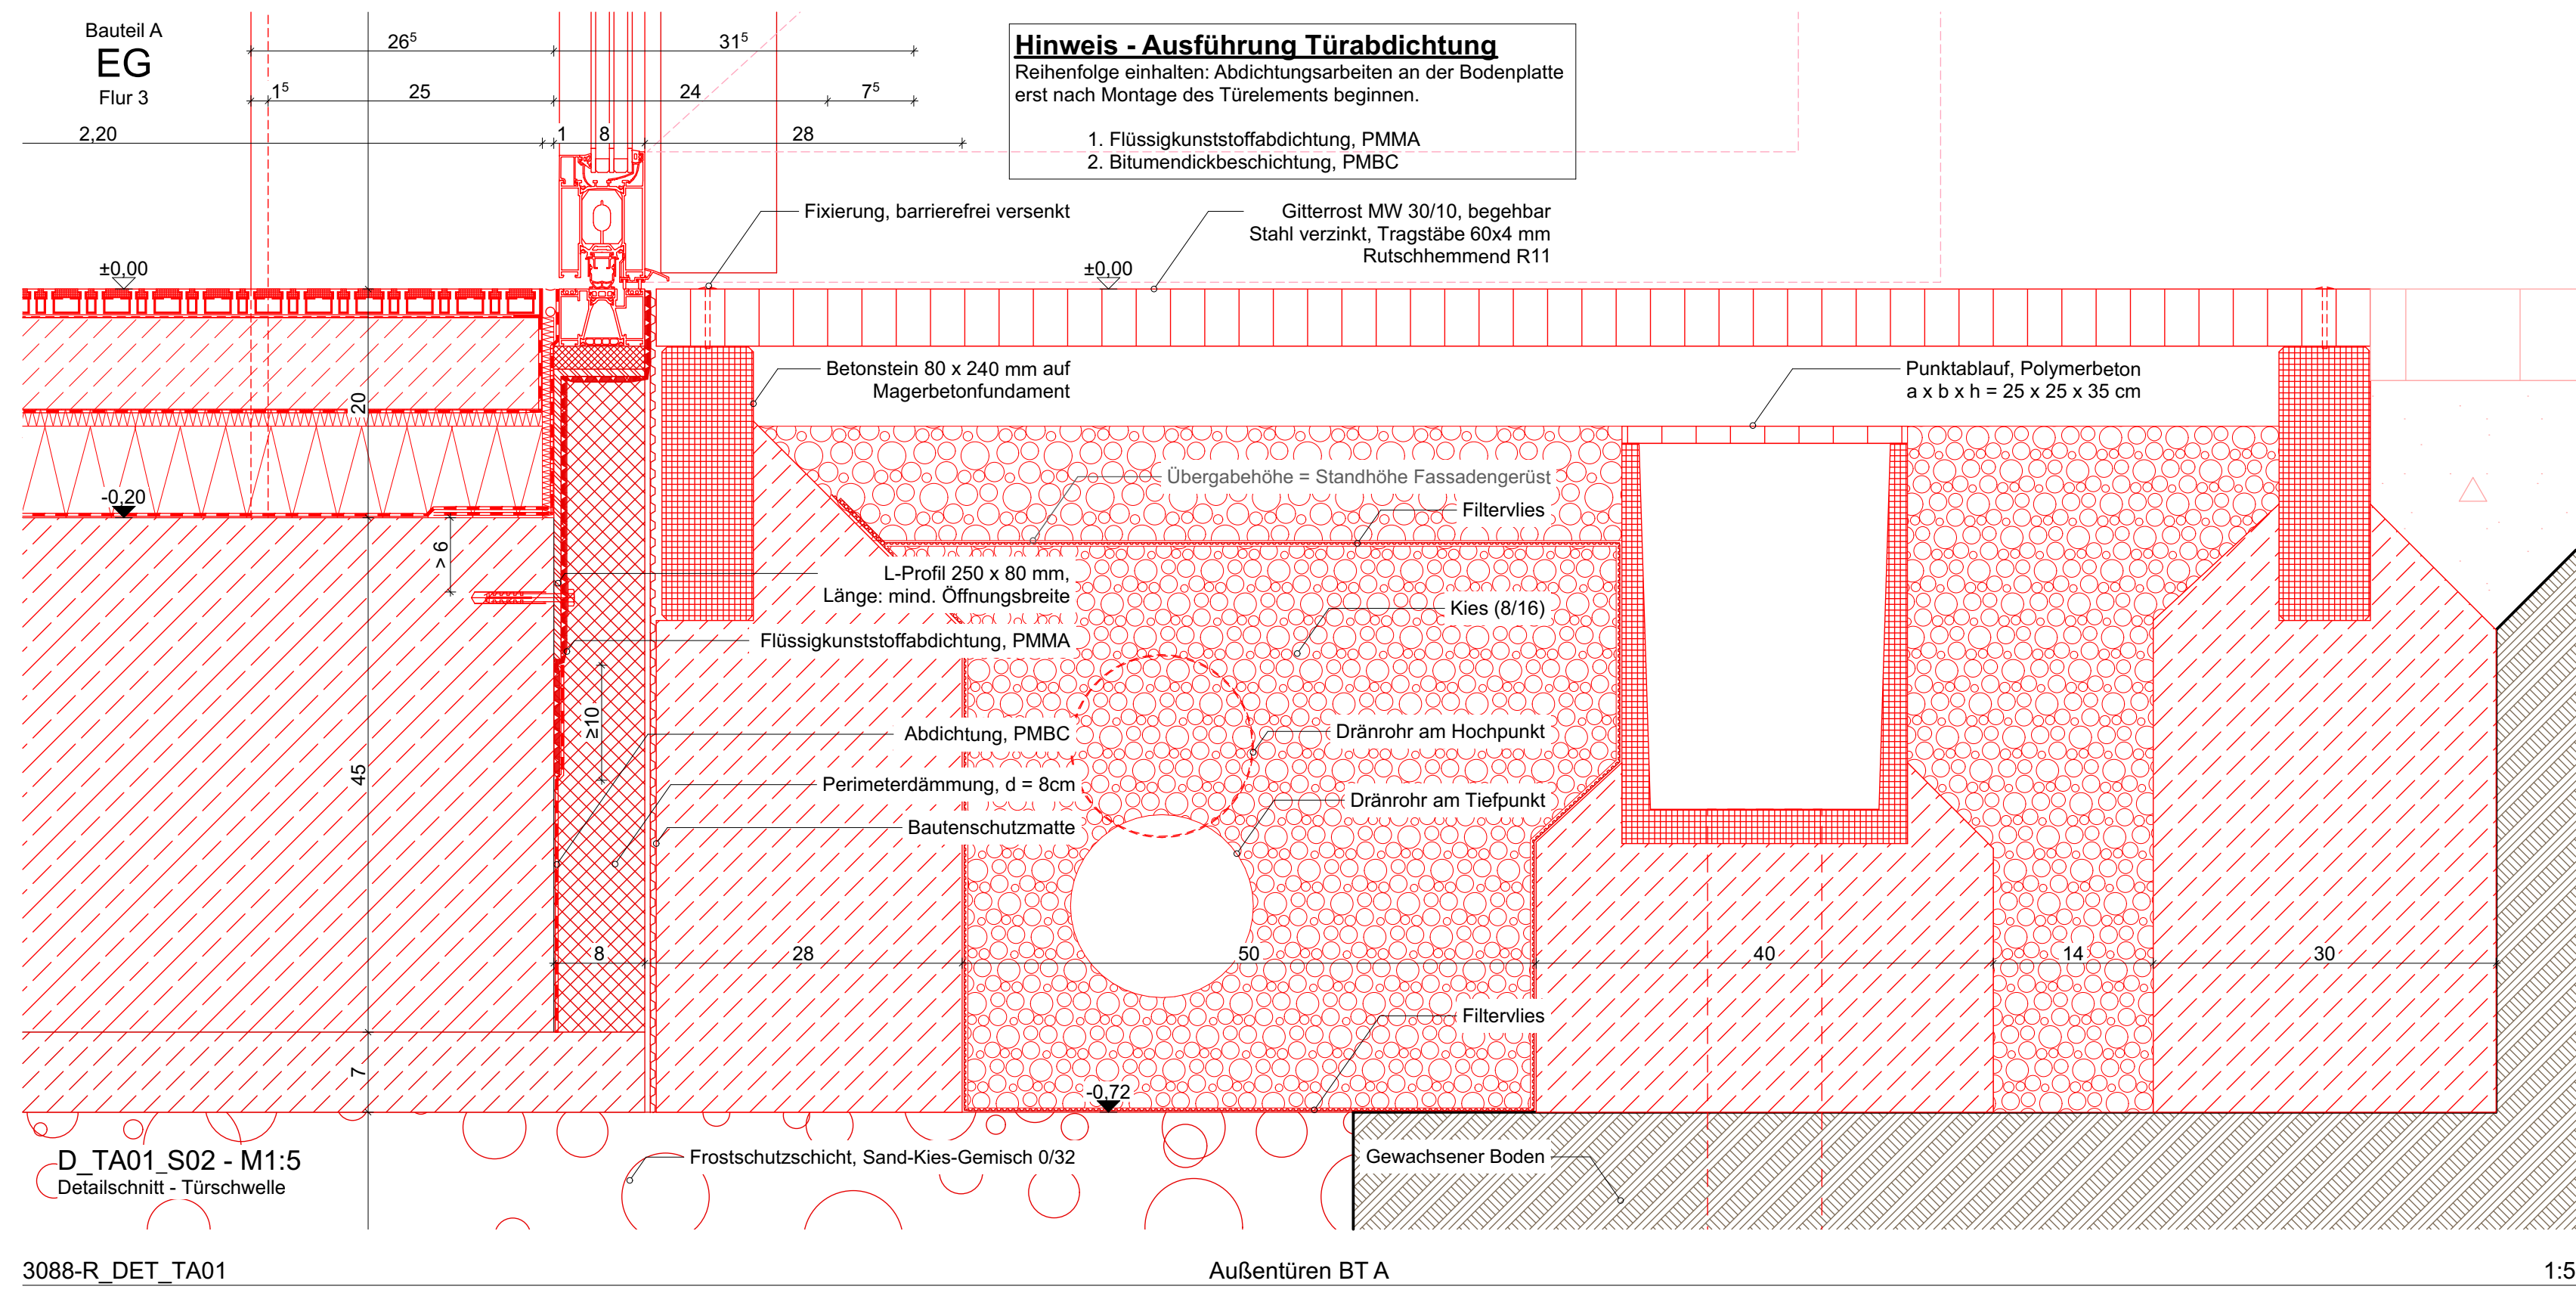 Bauteil A
EG
Flur 3
26⁵
31⁵
1⁵
25
24
7⁵
2,20
1
8
28
Hinweis - Ausführung Türabdichtung
Reihenfolge einhalten: Abdichtungsarbeiten an der Bodenplatte
erst nach Montage des Türelements beginnen.
1. Flüssigkunststoffabdichtung, PMMA
2. Bitumendickbeschichtung, PMBC
Fixierung, barrierefrei versenkt
Gitterrost MW 30/10, begehbar
Stahl verzinkt, Tragstäbe 60x4 mm
Rutschhemmend R11
±0,00
±0,00
Betonstein 80 x 240 mm auf
Magerbetonfundament
Punktablauf, Polymerbeton
a x b x h = 25 x 25 x 35 cm
20
-0,20
Übergabehöhe = Standhöhe Fassadengerüst
Filtervlies
> 6
L-Profil 250 x 80 mm,
Länge: mind. Öffnungsbreite
Kies (8/16)
Flüssigkunststoffabdichtung, PMMA
≥10
Abdichtung, PMBC
Dränrohr am Hochpunkt
45
Perimeterdämmung, d = 8cm
Dränrohr am Tiefpunkt
Bautenschutzmatte
8
28
50
40
14
30
Filtervlies
7
-0,72
Frostschutzschicht, Sand-Kies-Gemisch 0/32
Gewachsener Boden
D_TA01_S02 - M1:5
Detailschnitt - Türschwelle
3088-R_DET_TA01
Außentüren BT A
1:5